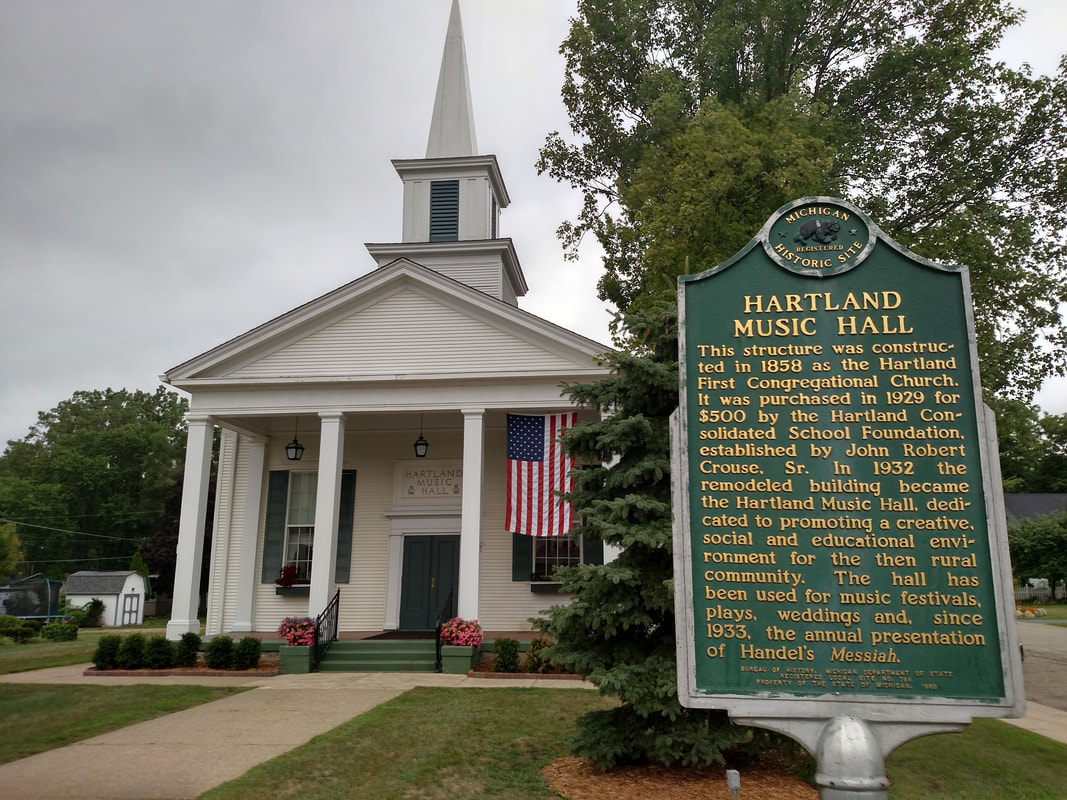 HARTLAND
MUSIC
HALL
MICHIGAN
REGISTERED
HISTORIC SITE
HARTLAND
MUSIC HALL
This structure was construc-
ted in 1858 as the Hartland
First Congregational Church.
It was purchased in 1929 for
$500 by the Hartland Con-
solidated School Foundation,
established by John Robert
Crouse, Sr. In 1932 the
remodeled building became
the Hartland Music Hall, dedi-
cated to promoting a creative,
social and educational envi-
ronment for the then rural
community. The hall has
been used for music festivals,
plays, weddings and, since
1933, the annual presentation
of Handel's Messiah.
BUREAU OF HISTORY, MICHIGAN DEPARTMENT OF STATE
REGISTERED LOCAL SITE NO.
PROPERTY OF THE STATE OF MICHIGAN,